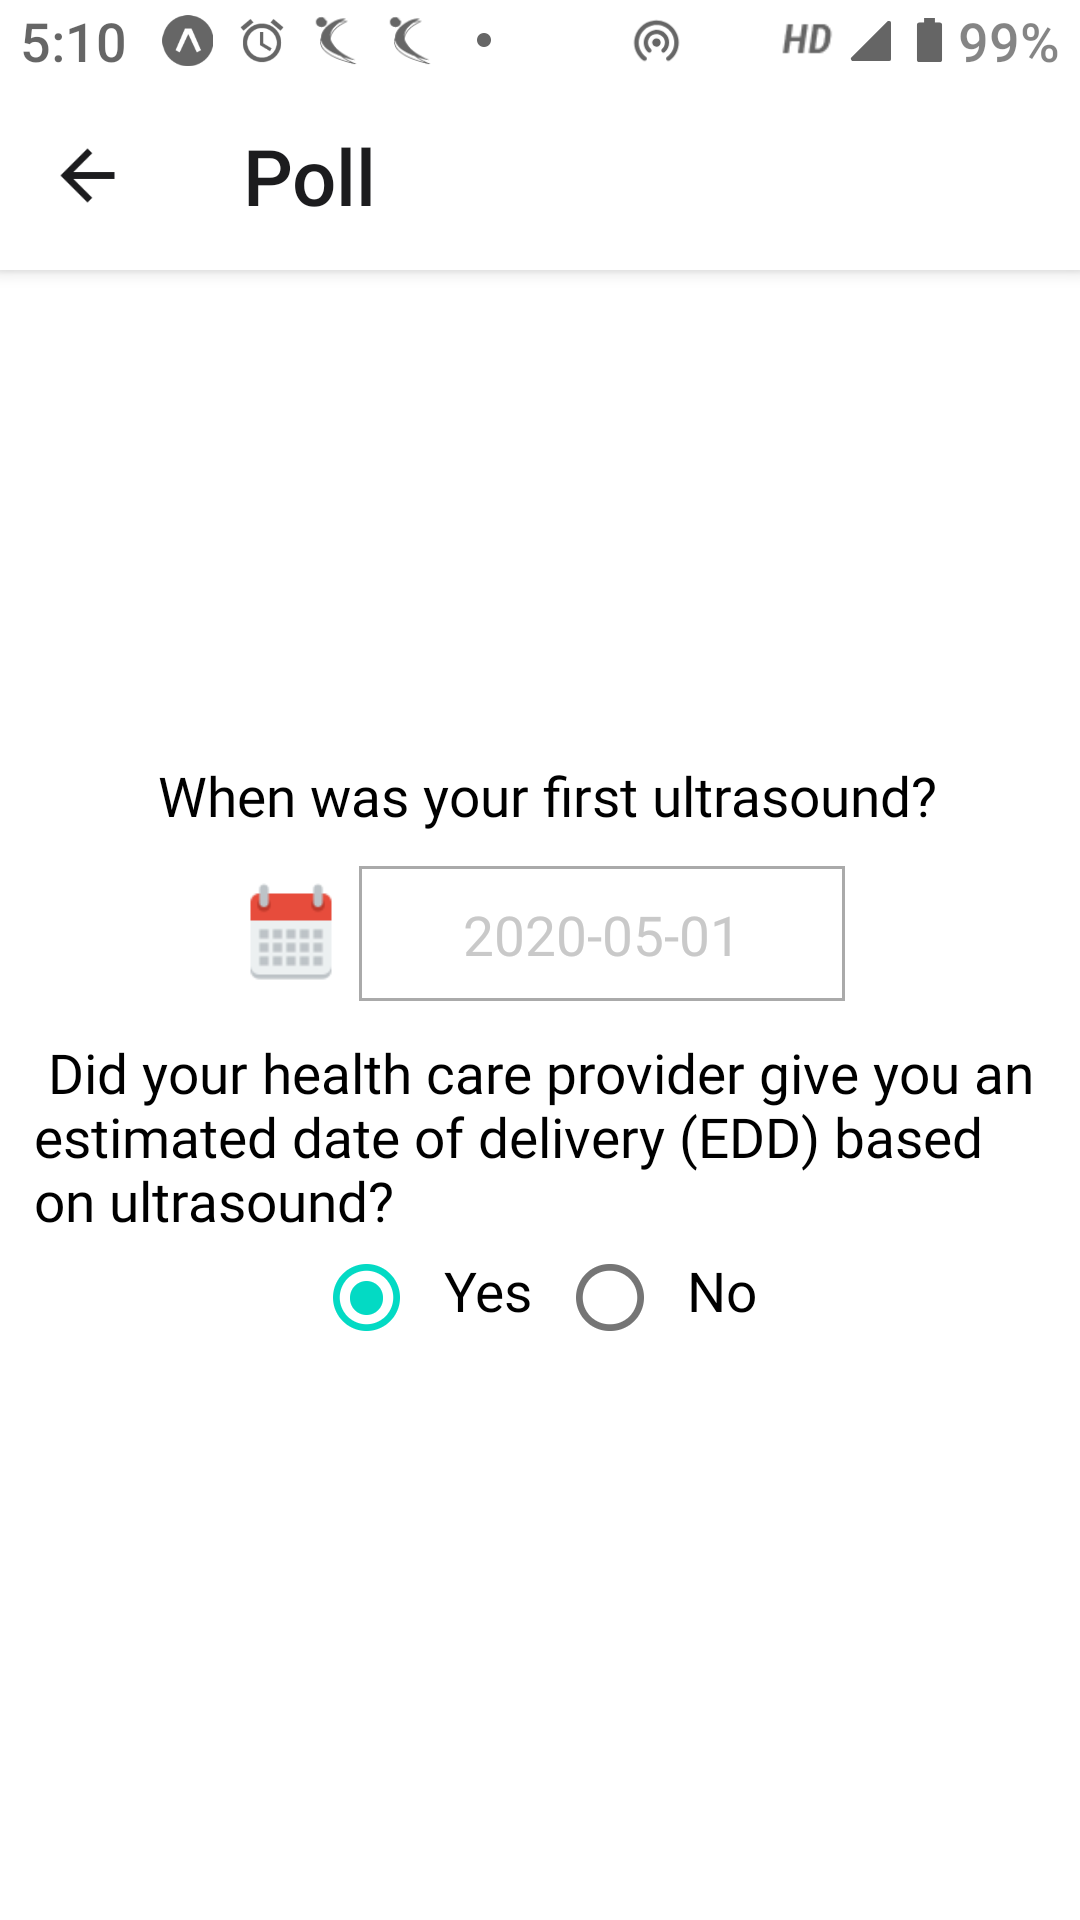 5:10 HD 99%
Poll
When was your first ultrasound?
2020-05-01
Did your health care provider give you an
estimated date of delivery (EDD) based
on ultrasound?
Yes No